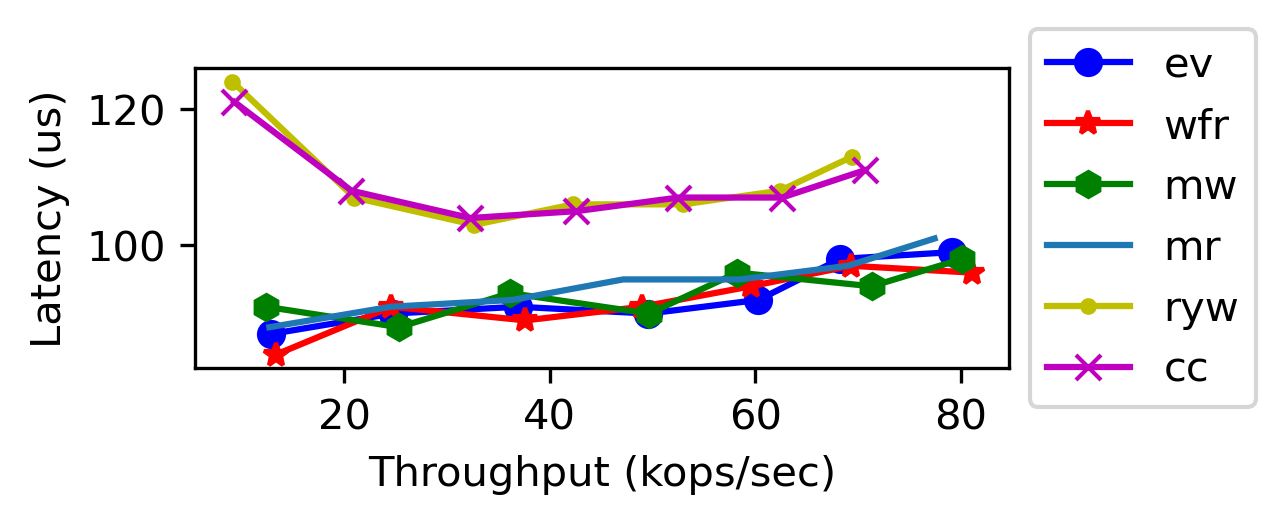 120
100
Latency (us)
20 40 60 80
Throughput (kops/sec)
ev
wfr
mw
mr
ryw
cc